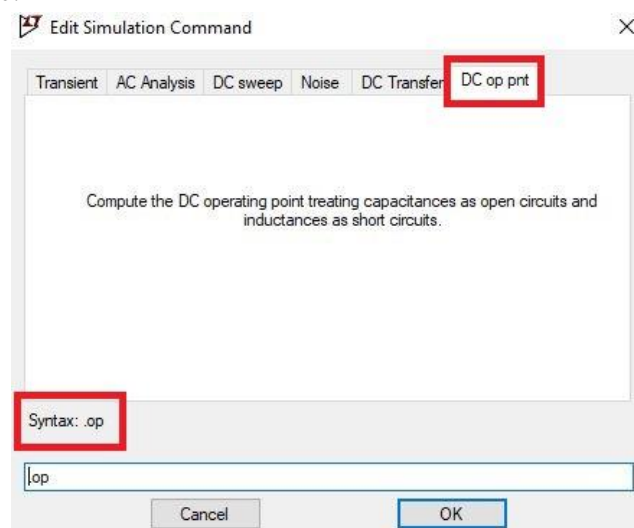 Edit Simulation Command
Transient AC Analysis DC sweep Noise DC Transfer DC op pnt
Compute the DC operating point treating capacitances as open circuits and
inductances as short circuits.
Syntax: .op
.op
Cancel OK